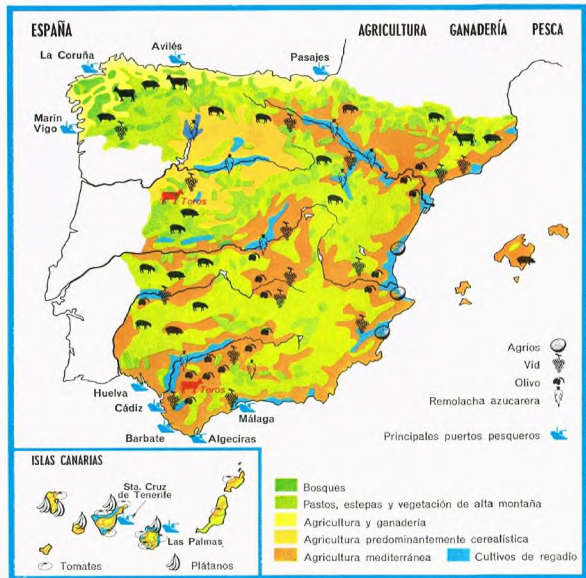 ESPAÑA
AGRICULTURA GANADERÍA PESCA
La Coruña
Avilés
Pasajes
Marín
Vigo
Toros
Toros
Huelva
Cádiz
Barbate
Algeciras
Málaga
Agrios
Vid
Olivo
Remolacha azucarera
Principales puertos pesqueros
ISLAS CANARIAS
Sta. Cruz
de Tenerife
Las Palmas
Tomates
Plátanos
Bosques
Pastos, estepas y vegetación de alta montaña
Agricultura y ganadería
Agricultura predominantemente cerealística
Agricultura mediterránea
Cultivos de regadío